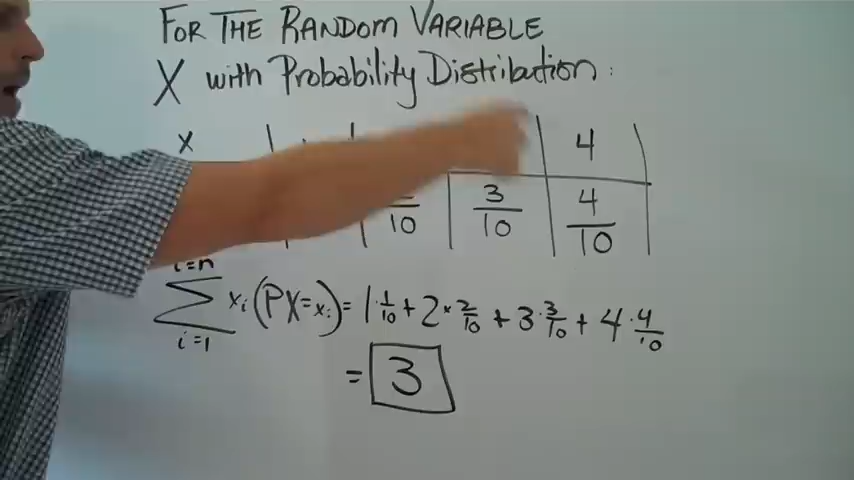 FOR THE RANDOM VARIABLE
X with Probability Distribution:
x 4
10 3/10 4/10
i=n
∑ xi (PX=xi) = 1·1/10 + 2·2/10 + 3·3/10 + 4·4/10
i=1
= 3